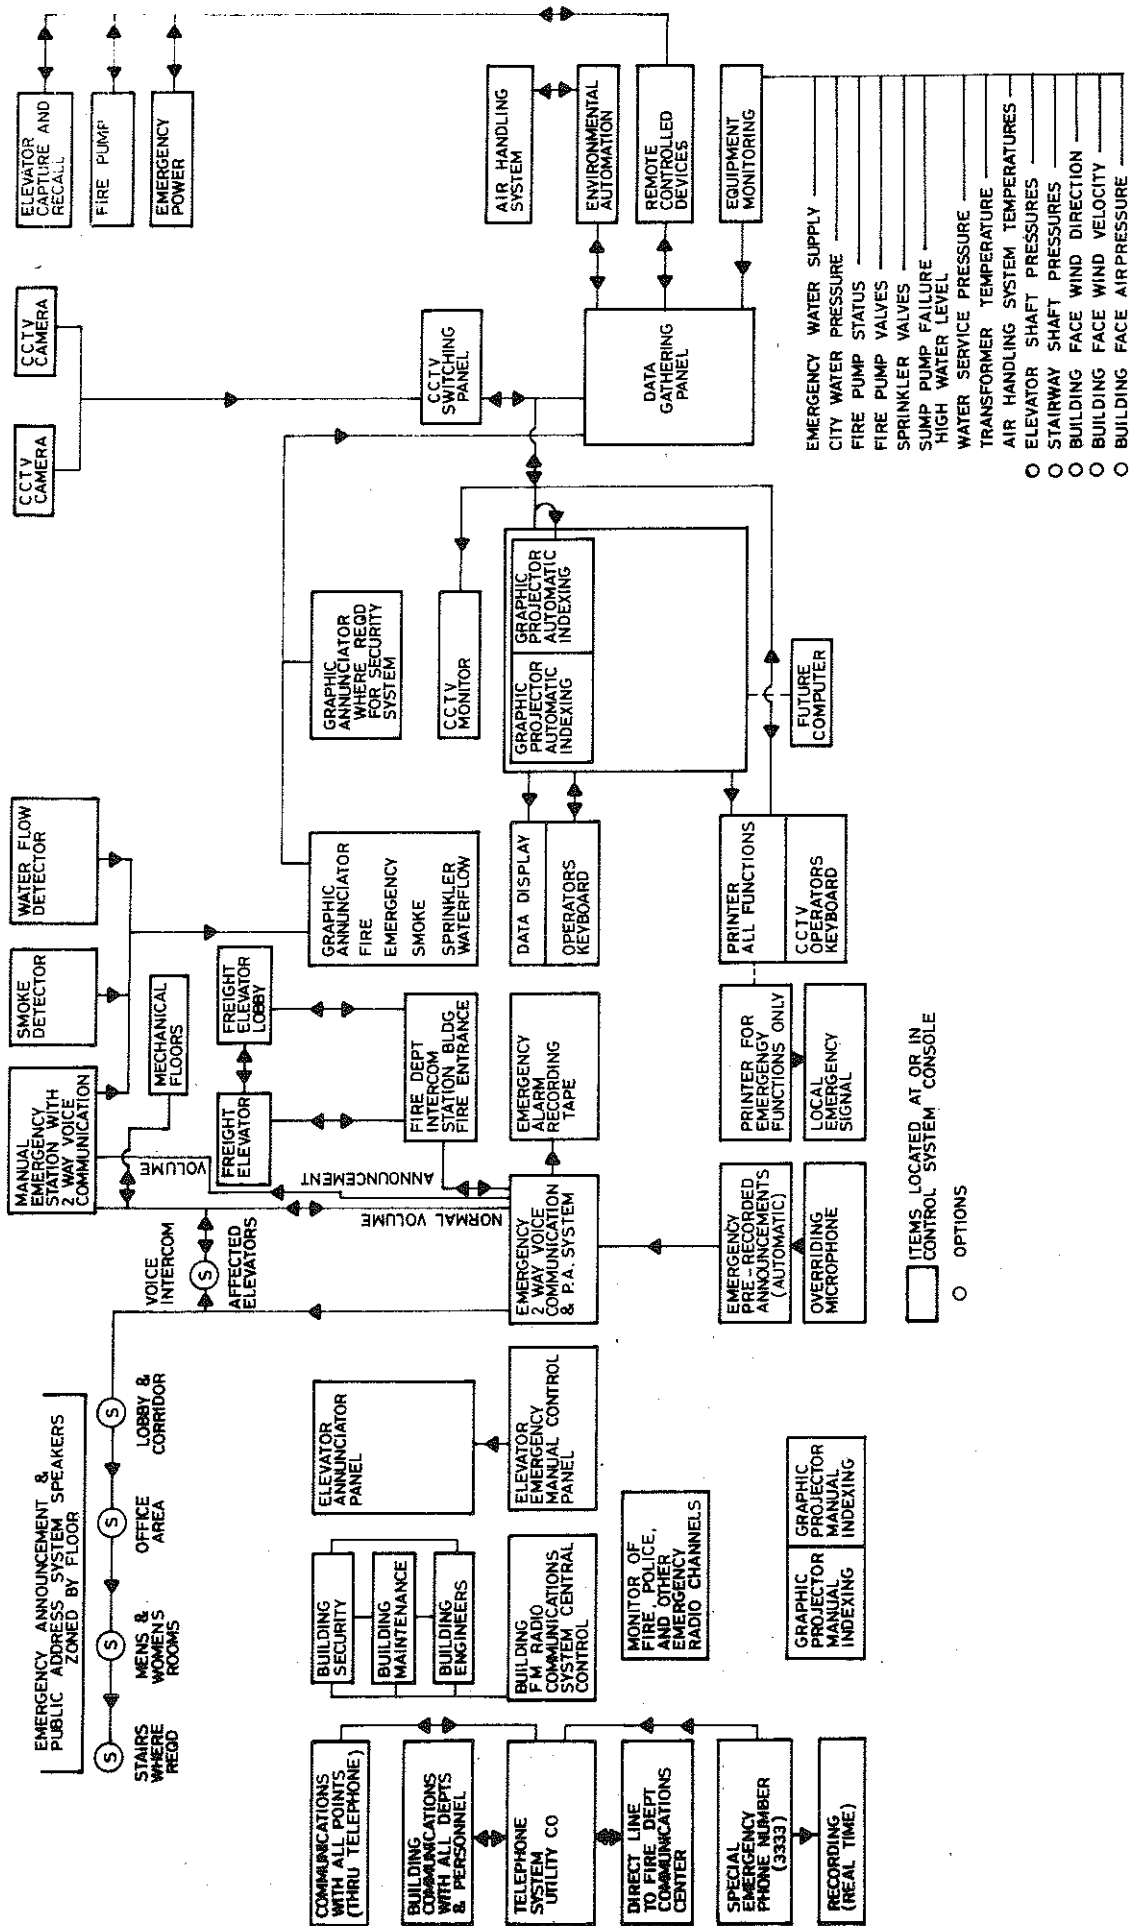 EMERGENCY ANNOUNCEMENT &
PUBLIC ADDRESS SYSTEM SPEAKERS
ZONED BY FLOOR
S
S
S
S
STAIRS
WHERE
REQD
MENS &
WOMENS
ROOMS
OFFICE
AREA
LOBBY &
CORRIDOR
VOICE
INTERCOM
S
AFFECTED
ELEVATORS
MANUAL
EMERGENCY
STATION WITH
2 WAY VOICE
COMMUNICATION
SMOKE
DETECTOR
WATER FLOW
DETECTOR
MECHANICAL
FLOORS
VOLUME
ANNOUNCEMENT
NORMAL VOLUME
FREIGHT
ELEVATOR
FREIGHT
ELEVATOR
LOBBY
FIRE DEPT
INTERCOM
STATION BLDG
FIRE ENTRANCE
CCTV
CAMERA
CCTV
CAMERA
ELEVATOR
CAPTURE AND
RECALL
FIRE PUMP
EMERGENCY
POWER
COMMUNICATIONS
WITH ALL POINTS
(THRU TELEPHONE)
BUILDING
COMMUNICATIONS
WITH ALL DEPTS
& PERSONNEL
TELEPHONE
SYSTEM
UTILITY CO
DIRECT LINE
TO FIRE DEPT
COMMUNICATIONS
CENTER
SPECIAL
EMERGENCY
PHONE NUMBER
(3333)
RECORDING
(REAL TIME)
BUILDING
SECURITY
BUILDING
MAINTENANCE
BUILDING
ENGINEERS
BUILDING
FM RADIO
COMMUNICATIONS
SYSTEM CENTRAL
CONTROL
MONITOR OF
FIRE, POLICE,
AND OTHER
EMERGENCY
RADIO CHANNELS
GRAPHIC
PROJECTOR
MANUAL
INDEXING
GRAPHIC
PROJECTOR
MANUAL
INDEXING
ELEVATOR
ANNUNCIATOR
PANEL
ELEVATOR
EMERGENCY
MANUAL CONTROL
PANEL
EMERGENCY
2 WAY VOICE
COMMUNICATION
& P.A. SYSTEM
EMERGENCY
ALARM
RECORDING
TAPE
EMERGENCY
PRE-RECORDED
ANNOUNCEMENTS
(AUTOMATIC)
OVERRIDING
MICROPHONE
PRINTER FOR
EMERGENCY
FUNCTIONS ONLY
LOCAL
EMERGENCY
SIGNAL
GRAPHIC
ANNUNCIATOR
FIRE
EMERGENCY
SMOKE
SPRINKLER
WATERFLOW
GRAPHIC
ANNUNCIATOR
WHERE REQD
FOR SECURITY
SYSTEM
CCTV
MONITOR
DATA DISPLAY
OPERATORS
KEYBOARD
PRINTER
ALL FUNCTIONS
CCTV
OPERATORS
KEYBOARD
GRAPHIC
PROJECTOR
AUTOMATIC
INDEXING
GRAPHIC
PROJECTOR
AUTOMATIC
INDEXING
FUTURE
COMPUTER
CCTV
SWITCHING
PANEL
DATA
GATHERING
PANEL
AIR HANDLING
SYSTEM
ENVIRONMENTAL
AUTOMATION
REMOTE
CONTROLLED
DEVICES
EQUIPMENT
MONITORING
EMERGENCY WATER SUPPLY
CITY WATER PRESSURE
FIRE PUMP STATUS
FIRE PUMP VALVES
SPRINKLER VALVES
SUMP PUMP FAILURE
HIGH WATER LEVEL
WATER SERVICE PRESSURE
TRANSFORMER TEMPERATURE
AIR HANDLING SYSTEM TEMPERATURES
O ELEVATOR SHAFT PRESSURES
O STAIRWAY SHAFT PRESSURES
O BUILDING FACE WIND DIRECTION
O BUILDING FACE WIND VELOCITY
O BUILDING FACE AIRPRESSURE
ITEMS LOCATED AT OR IN
CONTROL SYSTEM CONSOLE
O OPTIONS